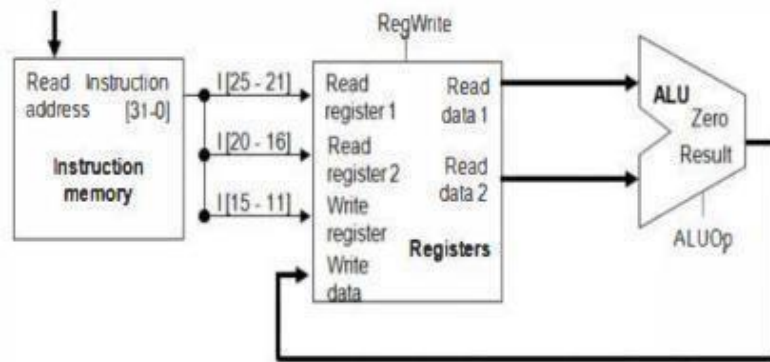 RegWrite
Read Instruction
address [31-0]
Instruction
memory
I [25 - 21]
I [20 - 16]
I [15 - 11]
Read
register 1
Read
register 2
Write
register
Write
data
Read
data 1
Read
data 2
Registers
ALU
Zero
Result
ALUOp